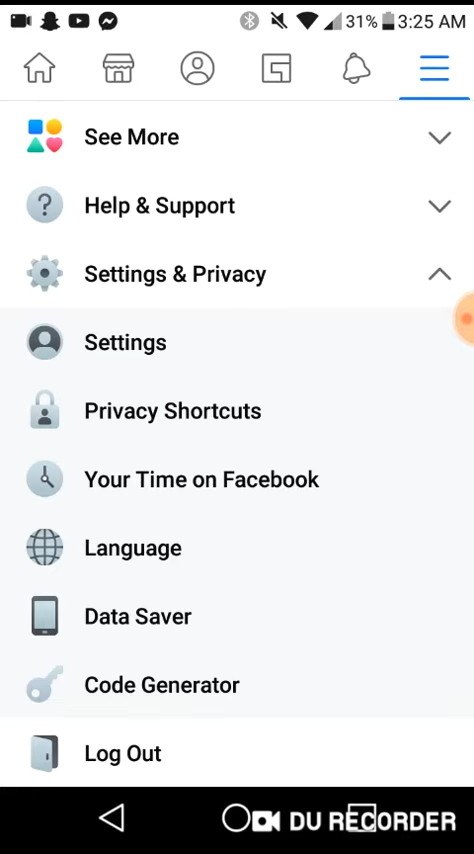 31% 3:25 AM
See More
Help & Support
Settings & Privacy
Settings
Privacy Shortcuts
Your Time on Facebook
Language
Data Saver
Code Generator
Log Out
DU RECORDER